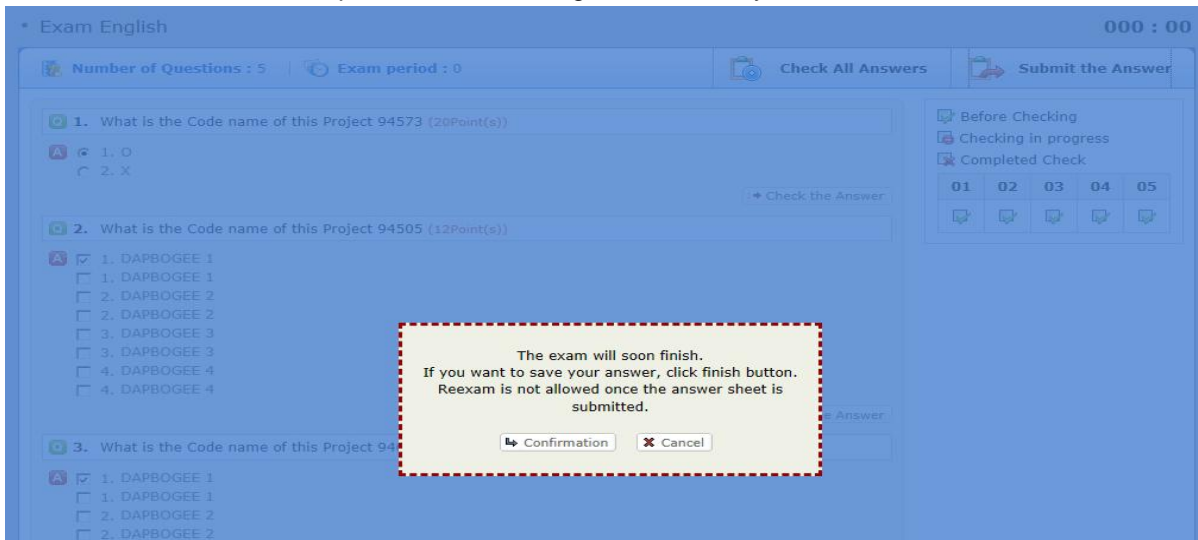 Exam English
000 : 00
Number of Questions : 5
Exam period : 0
Check All Answers
Submit the Answer
1. What is the Code name of this Project 94573 (20Point(s))
A
1. O
2. X
Check the Answer
2. What is the Code name of this Project 94505 (12Point(s))
A
1. DAPBOGEE 1
1. DAPBOGEE 1
2. DAPBOGEE 2
2. DAPBOGEE 2
3. DAPBOGEE 3
3. DAPBOGEE 3
4. DAPBOGEE 4
4. DAPBOGEE 4
Answer
3. What is the Code name of this Project 94
A
1. DAPBOGEE 1
1. DAPBOGEE 1
2. DAPBOGEE 2
2. DAPBOGEE 2
Before Checking
Checking in progress
Completed Check
01 02 03 04 05
The exam will soon finish.
If you want to save your answer, click finish button.
Reexam is not allowed once the answer sheet is
submitted.
Confirmation
Cancel